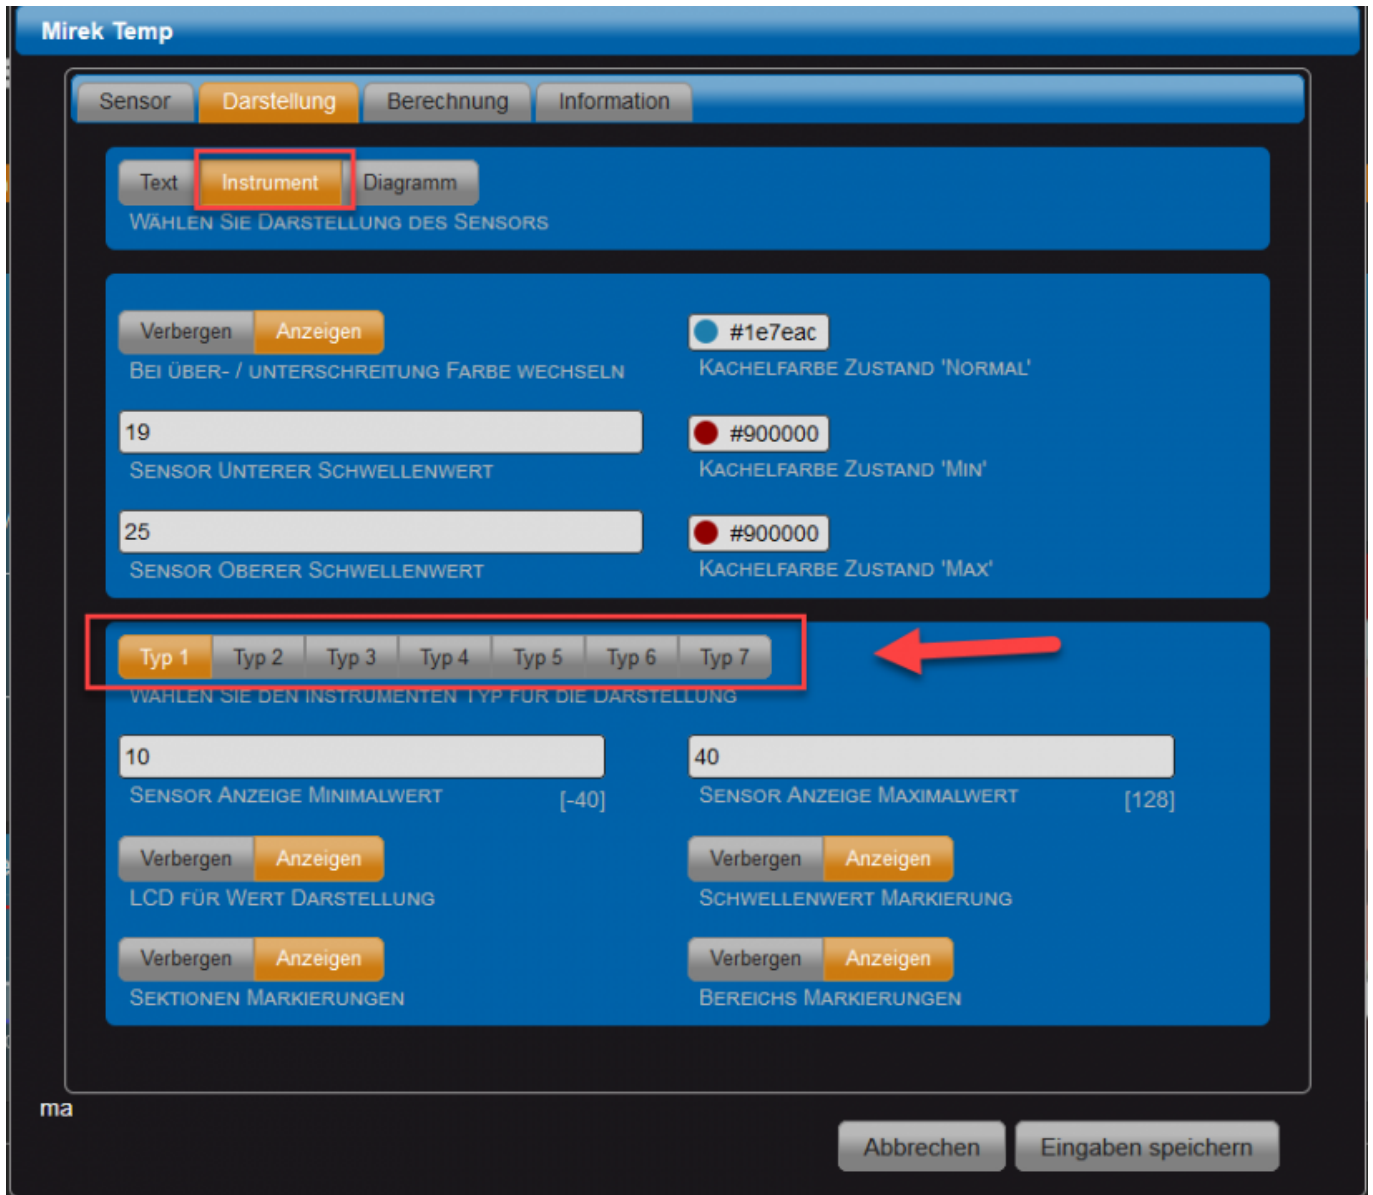 Mirek Temp
Sensor Darstellung Berechnung Information
Text Instrument Diagramm
Wählen Sie Darstellung des Sensors
Verbergen Anzeigen #1e7eac
Bei über- / unterschreitung Farbe wechseln Kachelfarbe Zustand 'Normal'
19 #900000
Sensor Unterer Schwellenwert Kachelfarbe Zustand 'Min'
25 #900000
Sensor Oberer Schwellenwert Kachelfarbe Zustand 'Max'
Typ 1 Typ 2 Typ 3 Typ 4 Typ 5 Typ 6 Typ 7
Wählen Sie den Instrumenten Typ für die Darstellung
10 40
Sensor Anzeige Minimalwert [-40] Sensor Anzeige Maximalwert [128]
Verbergen Anzeigen Verbergen Anzeigen
LCD für Wert Darstellung Schwellenwert Markierung
Verbergen Anzeigen Verbergen Anzeigen
Sektionen Markierungen Bereichs Markierungen
ma
Abbrechen Eingaben speichern